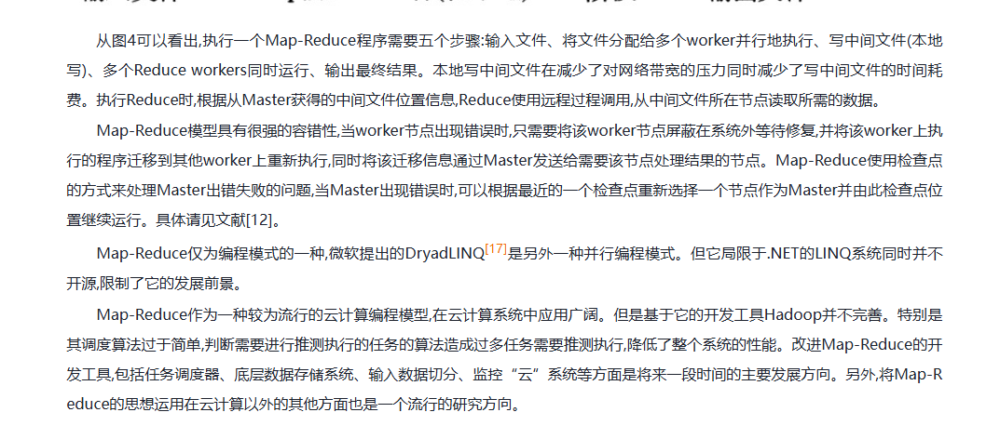 从图4可以看出,执行一个Map-Reduce程序需要五个步骤:输入文件、将文件分配给多个worker并行地执行、写中间文件(本地
写)、多个Reduce workers同时运行、输出最终结果。本地写中间文件在减少了对网络带宽的压力同时减少了写中间文件的时间耗
费。执行Reduce时,根据从Master获得的中间文件位置信息,Reduce使用远程过程调用,从中间文件所在节点读取所需的数据。
Map-Reduce模型具有很强的容错性,当worker节点出现错误时,只需要将该worker节点屏蔽在系统外等待修复,并将该worker上执
行的程序迁移到其他worker上重新执行,同时将该迁移信息通过Master发送给需要该节点处理结果的节点。Map-Reduce使用检查点
的方式来处理Master出错失败的问题,当Master出现错误时,可以根据最近的一个检查点重新选择一个节点作为Master并由此检查点位
置继续运行。具体请见文献[12]。
Map-Reduce仅为编程模式的一种,微软提出的DryadLINQ[17]是另外一种并行编程模式。但它局限于.NET的LINQ系统同时并不
开源,限制了它的发展前景。
Map-Reduce作为一种较为流行的云计算编程模型,在云计算系统中应用广阔。但是基于它的开发工具Hadoop并不完善。特别是
其调度算法过于简单,判断需要进行推测执行的任务的算法造成过多任务需要推测执行,降低了整个系统的性能。改进Map-Reduce的开
发工具,包括任务调度器、底层数据存储系统、输入数据切分、监控“云”系统等方面是将来一段时间的主要发展方向。另外,将Map-R
educe的思想运用在云计算以外的其他方面也是一个流行的研究方向。